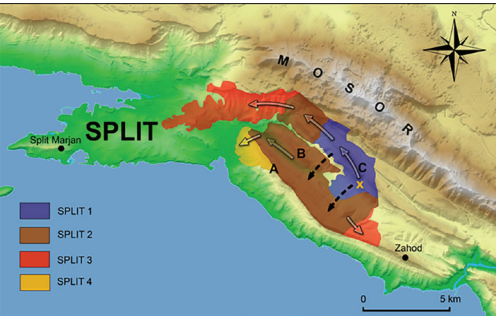 N
MOSOR
SPLIT
Split Marjan
B
C
A
x
SPLIT 1
SPLIT 2
SPLIT 3
SPLIT 4
Zahod
0 5 km